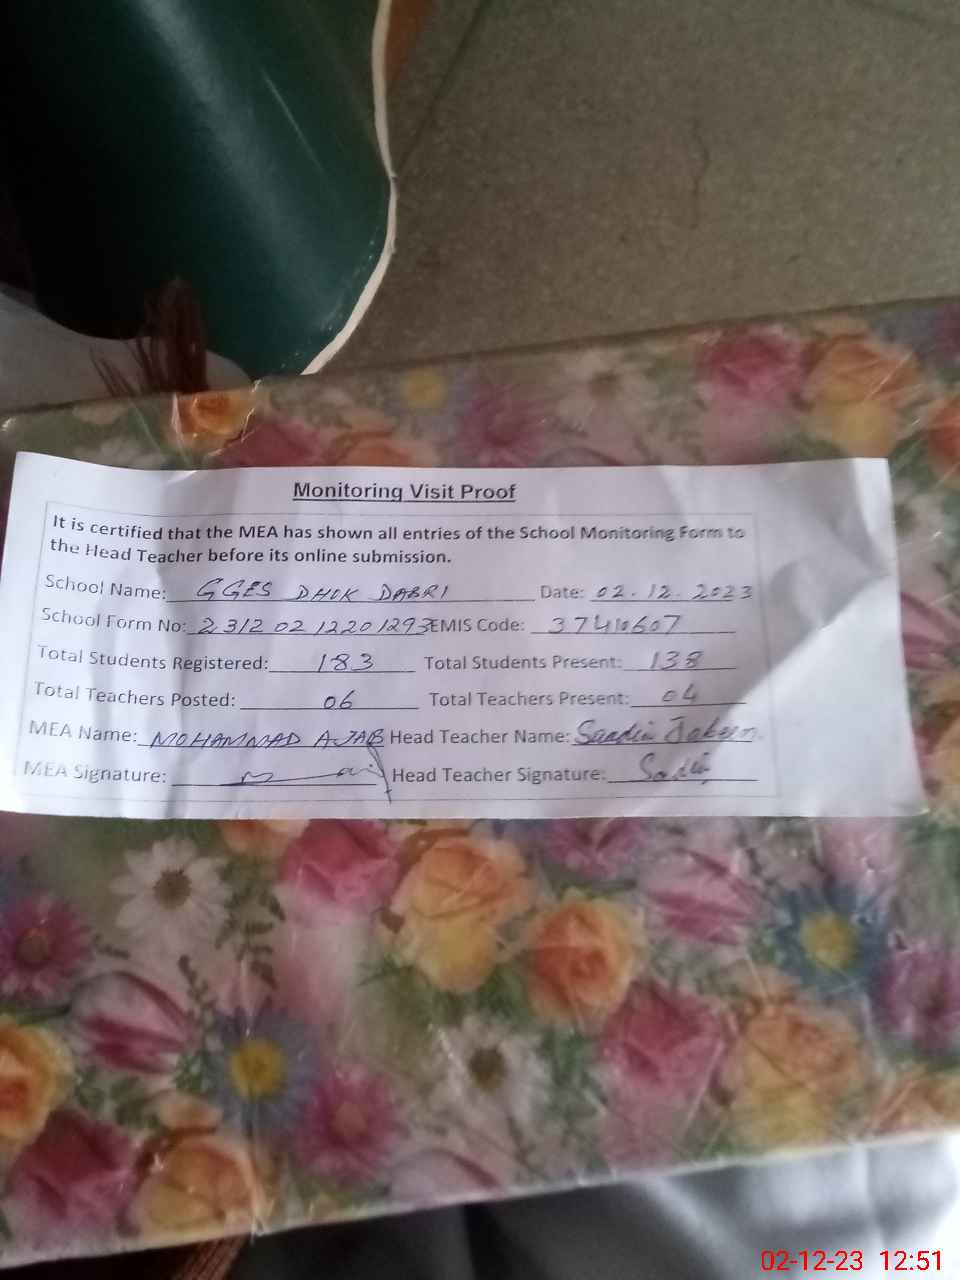 Monitoring Visit Proof
It is certified that the MEA has shown all entries of the School Monitoring Form to
the Head Teacher before its online submission.
School Name: GGES DHOK DABRI Date: 02.12.2023
School Form No: 23120212201293 EMIS Code: 37410607
Total Students Registered: 183 Total Students Present: 138
Total Teachers Posted: 06 Total Teachers Present: 04
MEA Name: MOHAMMAD AJAB Head Teacher Name: Saadia Jabeen
MEA Signature: Head Teacher Signature:
02-12-23 12:51